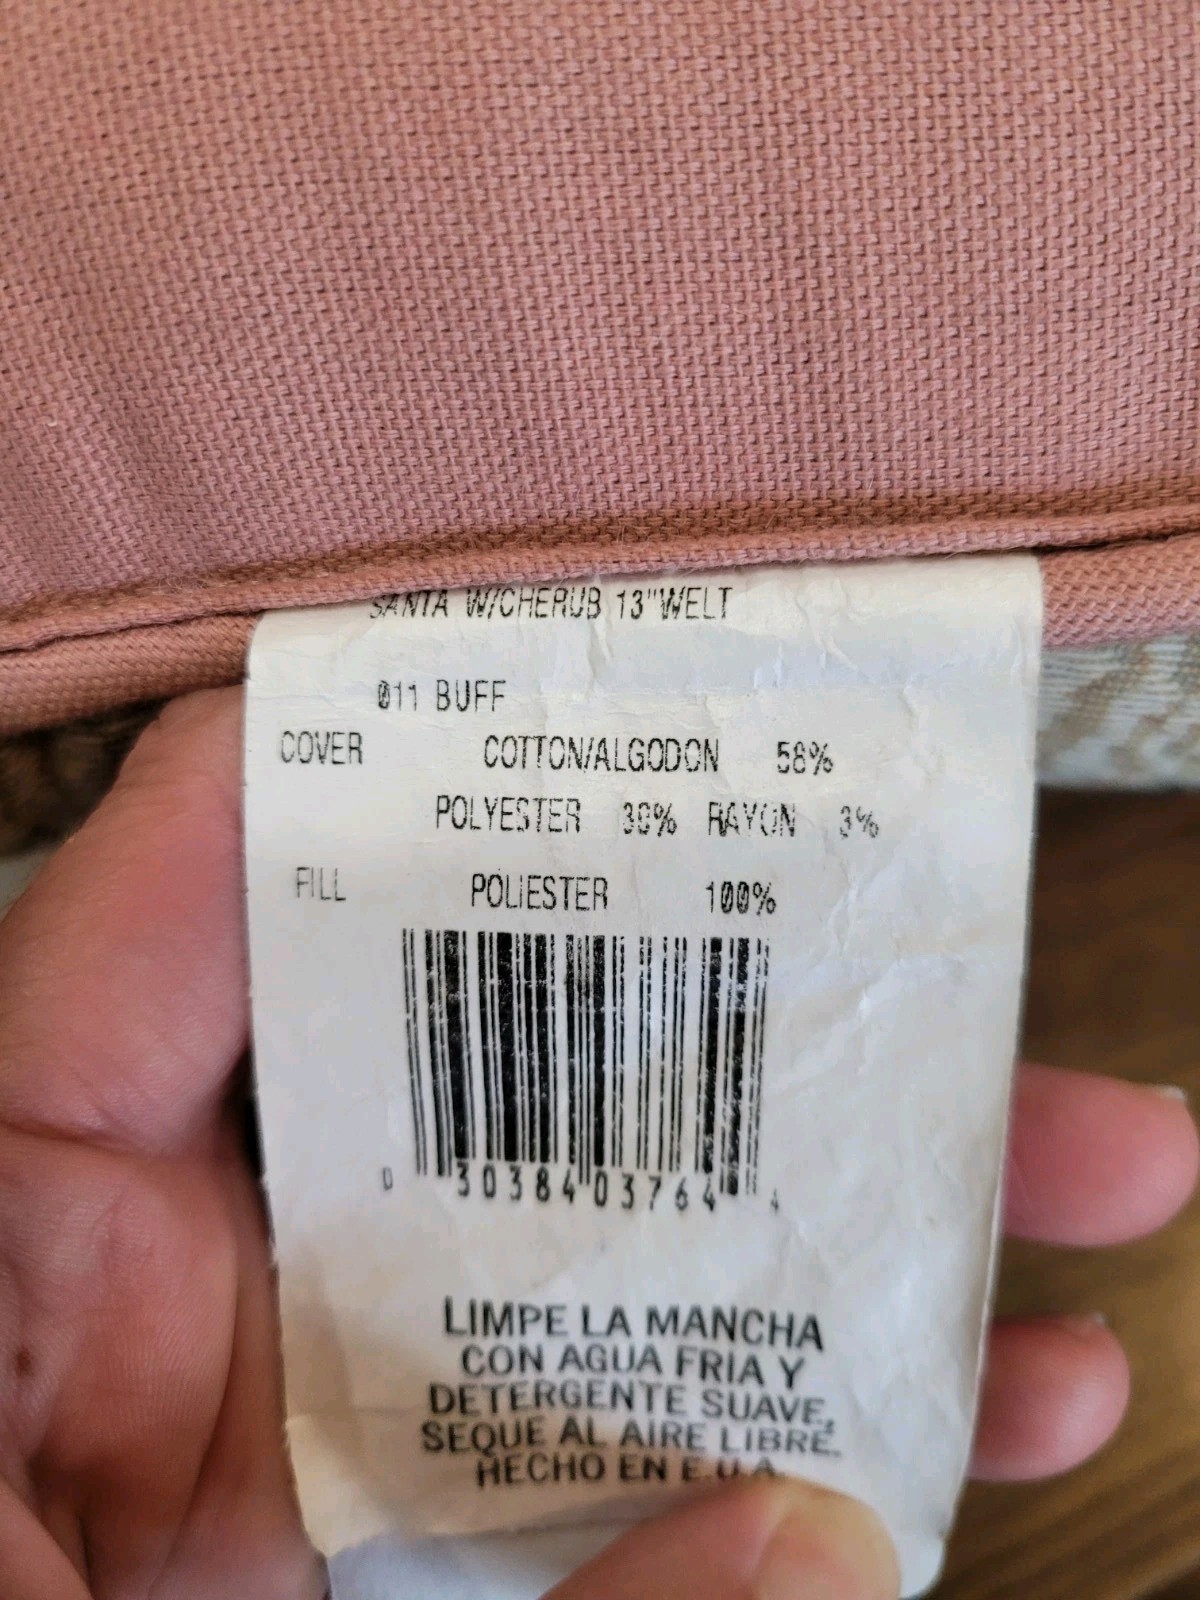 SANTA W/CHERUB 13"WELT
011 BUFF
COVER COTTON/ALGODON 58%
POLYESTER 39% RAYON 3%
FILL POLIESTER 100%
0 30384 03764 4
LIMPE LA MANCHA
CON AGUA FRIA Y
DETERGENTE SUAVE,
SEQUE AL AIRE LIBRE.
HECHO EN E.U.A.